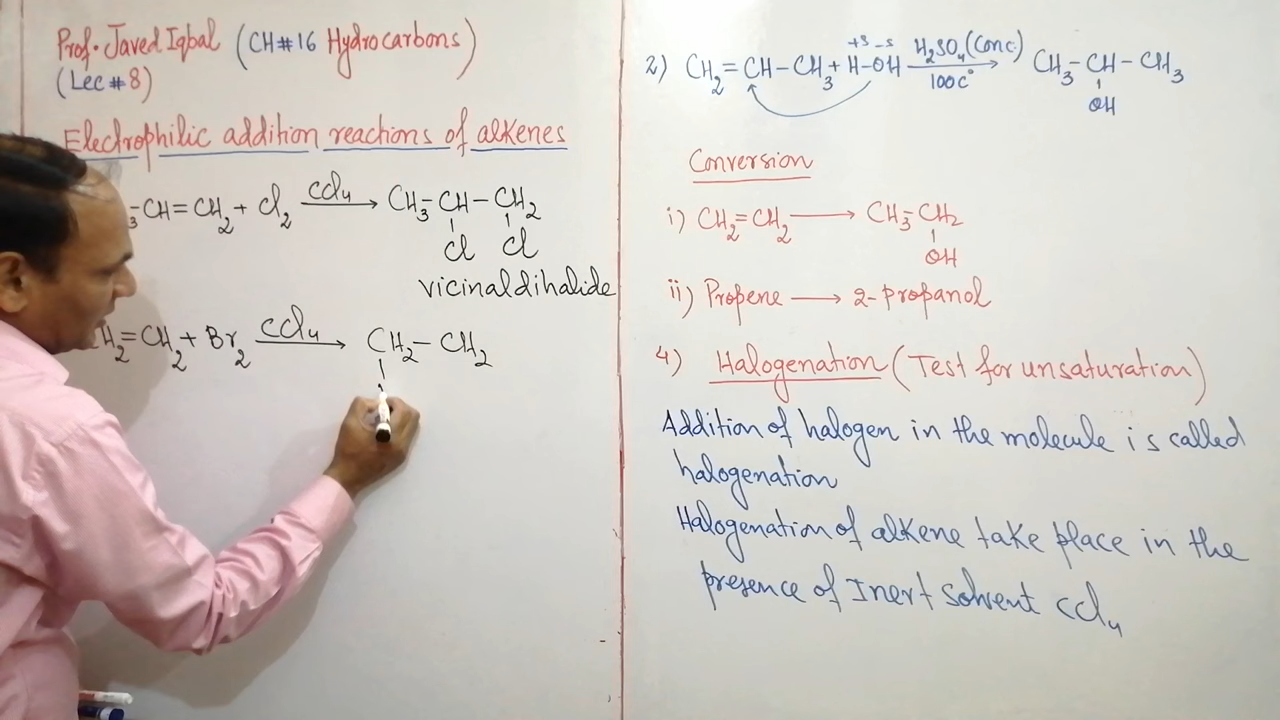 Prof. Javed Iqbal (CH#16 Hydrocarbons)
(Lec#8)
Electrophilic addition reactions of alkenes
3-CH=CH2 + Cl2 ccl4 → CH3-CH-CH2
Cl Cl
vicinaldihalide
H2=CH2 + Br2 ccl4 → CH2-CH2
2) CH2=CH-CH3 + H-OH H2SO4(Conc) 100c° → CH3-CH-CH3
+δ -δ
OH
Conversion
i) CH2=CH2 → CH3-CH2
OH
ii) Propene → 2-propanol
4) Halogenation (Test for unsaturation)
Addition of halogen in the molecule is called
halogenation
Halogenation of alkene take place in the
presence of Inert solvent ccl4